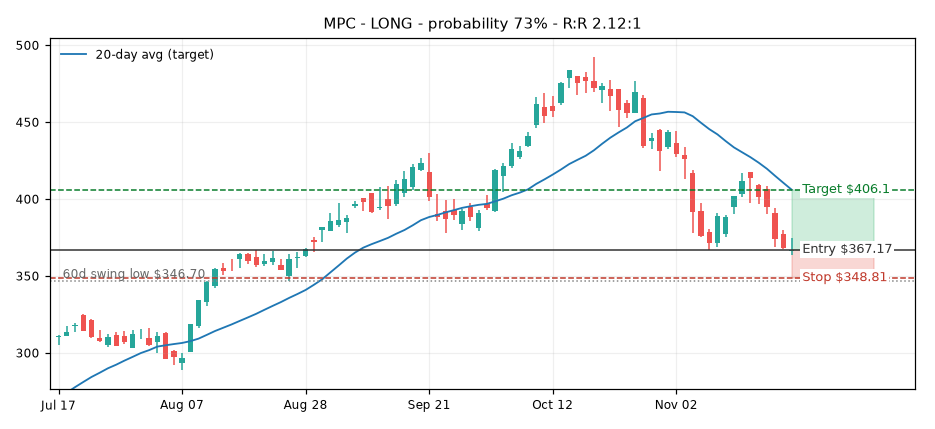 MPC - LONG - probability 73% - R:R 2.12:1
20-day avg (target)
500
450
400
350
300
Target $406.1
Entry $367.17
60d swing low $346.70
Stop $348.81
Jul 17
Aug 07
Aug 28
Sep 21
Oct 12
Nov 02